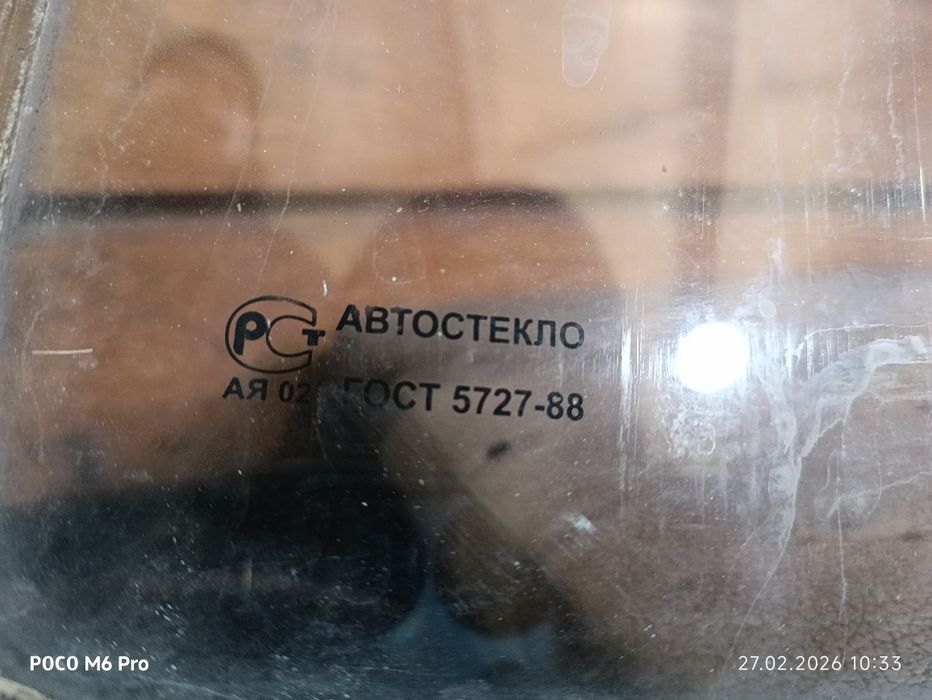 РСТ АВТОСТЕКЛО
АЯ 02 ГОСТ 5727-88
POCO M6 Pro
27.02.2026 10:33